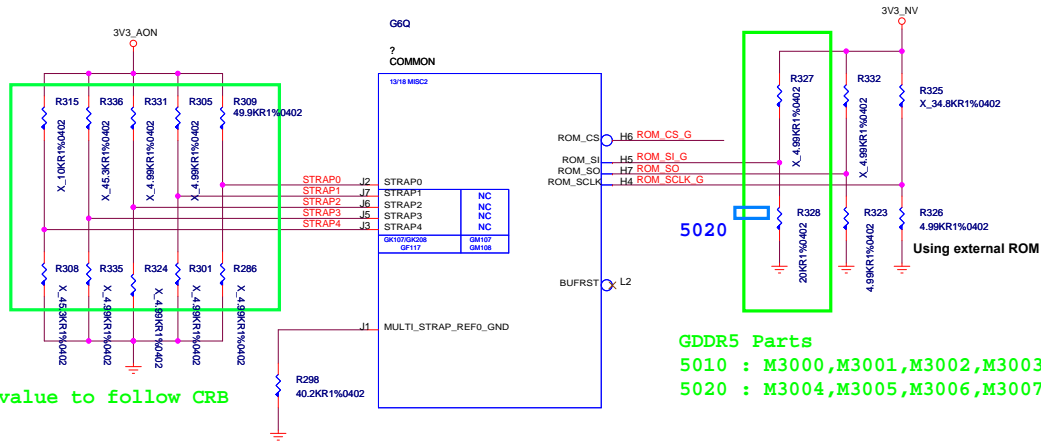 G6Q
3V3_NV
3V3_AON
?
COMMON
13/18 MISC2
R315
X_10KR1%0402
R336
X_45.3KR1%0402
R331
X_4.99KR1%0402
R305
X_4.99KR1%0402
R309
49.9KR1%0402
R327
X_4.99KR1%0402
R332
X_4.99KR1%0402
R325
X_34.8KR1%0402
ROM_CS H6 ROM_CS_G
ROM_SI H5 ROM_SI_G
ROM_SO H7 ROM_SO
ROM_SCLK H4 ROM_SCLK_G
STRAP0 J2 STRAP0
STRAP1 J7 STRAP1 NC
STRAP2 J6 STRAP2 NC
STRAP3 J5 STRAP3 NC
STRAP4 J3 STRAP4 NC
GK107/GK208 GM107
GF117 GM108
5020
R328
20KR1%0402
R323
4.99KR1%0402
R326
4.99KR1%0402
Using external ROM
R308
X_45.3KR1%0402
R335
X_4.99KR1%0402
R324
X_4.99KR1%0402
R301
X_4.99KR1%0402
R286
X_4.99KR1%0402
BUFRST L2
J1 MULTI_STRAP_REF0_GND
R298
40.2KR1%0402
value to follow CRB
GDDR5 Parts
5010 : M3000,M3001,M3002,M3003
5020 : M3004,M3005,M3006,M3007